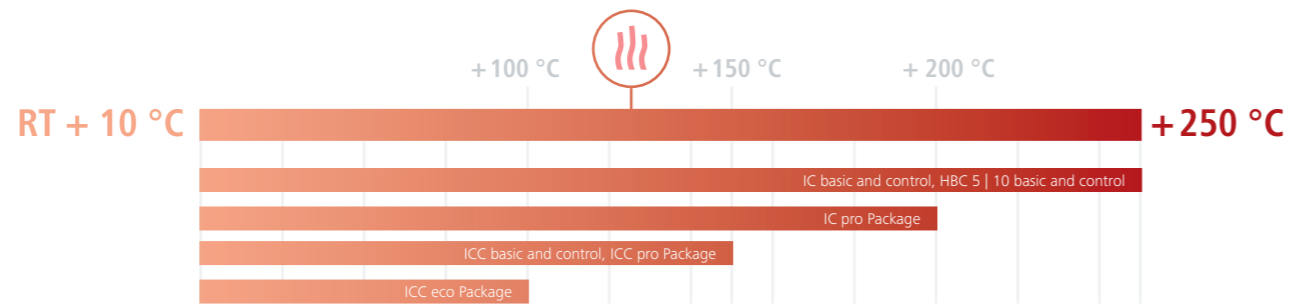 +100 °C
+150 °C
+ 200 °C
RT + 10 °C
+250 °C
IC basic and control, HBC 5 | 10 basic and control
IC pro Package
ICC basic and control, ICC pro Package
ICC eco Package